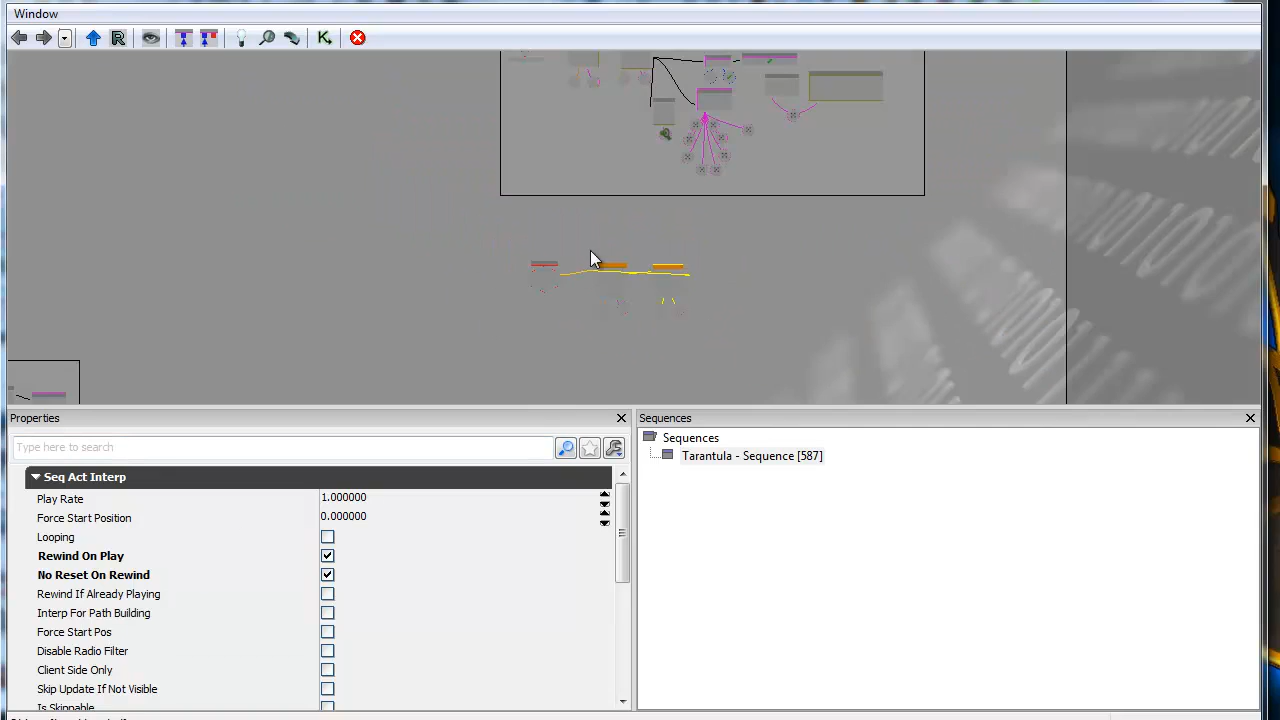 Window
Properties
Type here to search
Seq Act Interp
Play Rate 1.000000
Force Start Position 0.000000
Looping
Rewind On Play
No Reset On Rewind
Rewind If Already Playing
Interp For Path Building
Force Start Pos
Disable Radio Filter
Client Side Only
Skip Update If Not Visible
Is Skippable
Sequences
Sequences
Tarantula - Sequence [587]